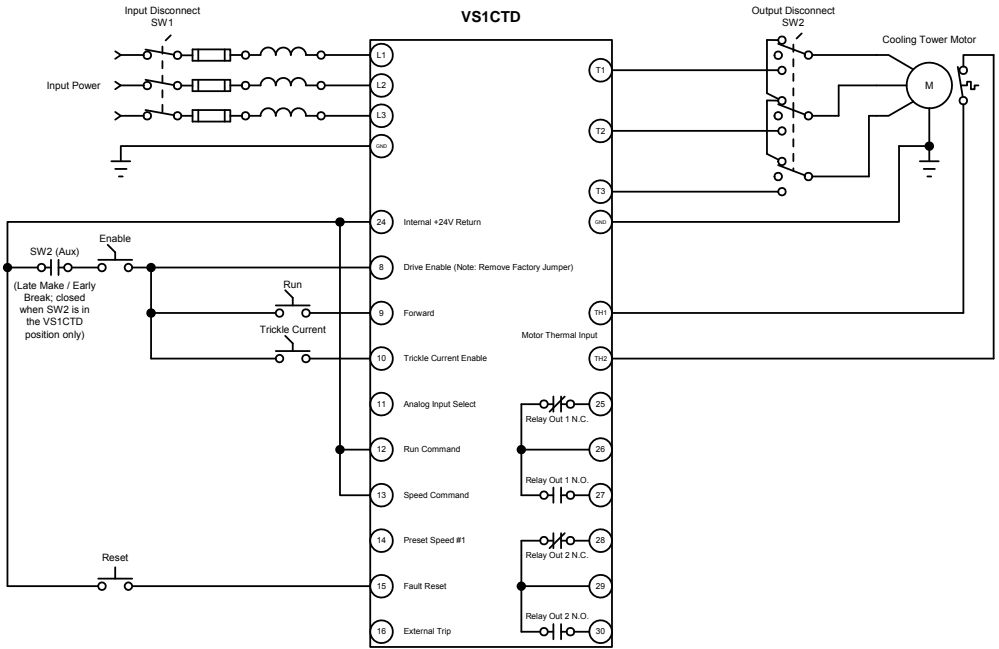 VS1CTD
Input Disconnect
SW1
Output Disconnect
SW2
Cooling Tower Motor
Input Power
L1
L2
L3
GND
T1
T2
T3
GND
M
24 Internal +24V Return
SW2 (Aux)
Enable
(Late Make / Early
Break; closed
when SW2 is in
the VS1CTD
position only)
8 Drive Enable (Note: Remove Factory Jumper)
Run
9 Forward
TH1
Trickle Current
Motor Thermal Input
10 Trickle Current Enable
TH2
11 Analog Input Select
25
Relay Out 1 N.C.
12 Run Command
26
Relay Out 1 N.O.
13 Speed Command
27
14 Preset Speed #1
28
Relay Out 2 N.C.
Reset
15 Fault Reset
29
Relay Out 2 N.O.
16 External Trip
30